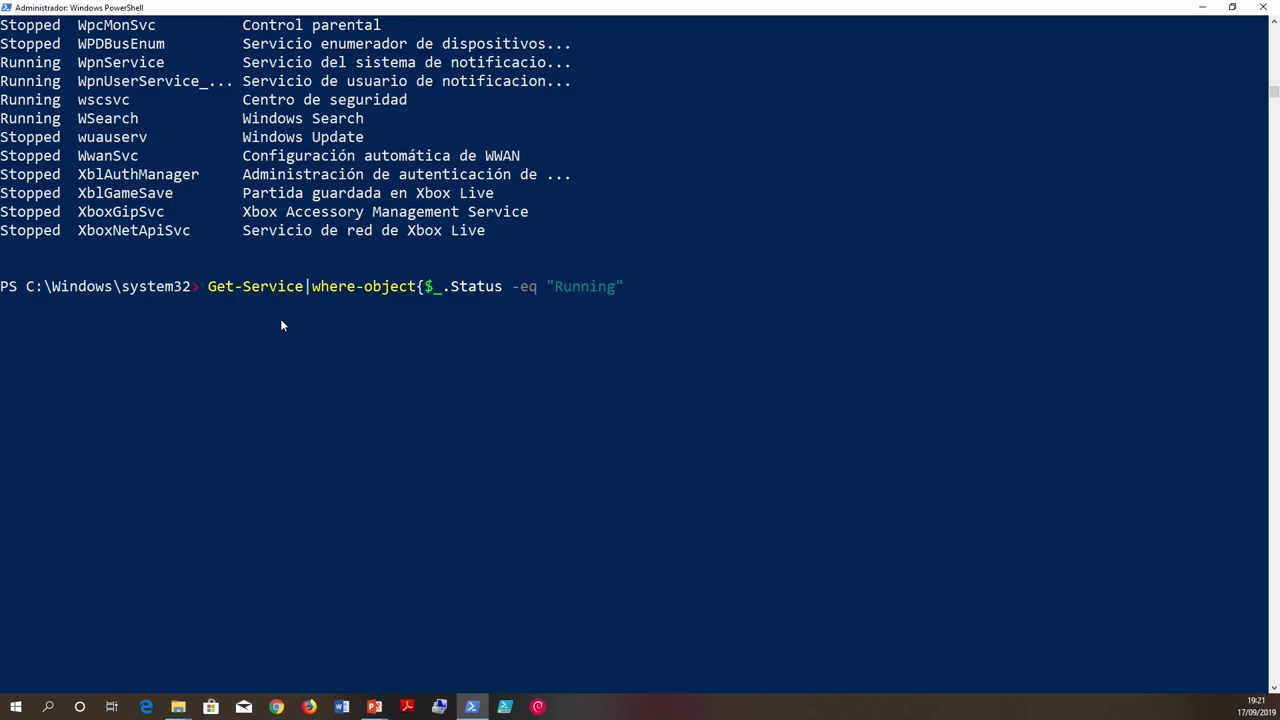 Administrador: Windows PowerShell
Stopped WpcMonSvc Control parental
Stopped WPDBusEnum Servicio enumerador de dispositivos...
Running WpnService Servicio del sistema de notificacio...
Running WpnUserService_... Servicio de usuario de notificacion...
Running wscsvc Centro de seguridad
Running WSearch Windows Search
Stopped wuauserv Windows Update
Stopped WwanSvc Configuración automática de WWAN
Stopped XblAuthManager Administración de autenticación de ...
Stopped XblGameSave Partida guardada en Xbox Live
Stopped XboxGipSvc Xbox Accessory Management Service
Stopped XboxNetApiSvc Servicio de red de Xbox Live
PS C:\Windows\system32> Get-Service|where-object{$_.Status -eq "Running"
19:21
17/09/2019